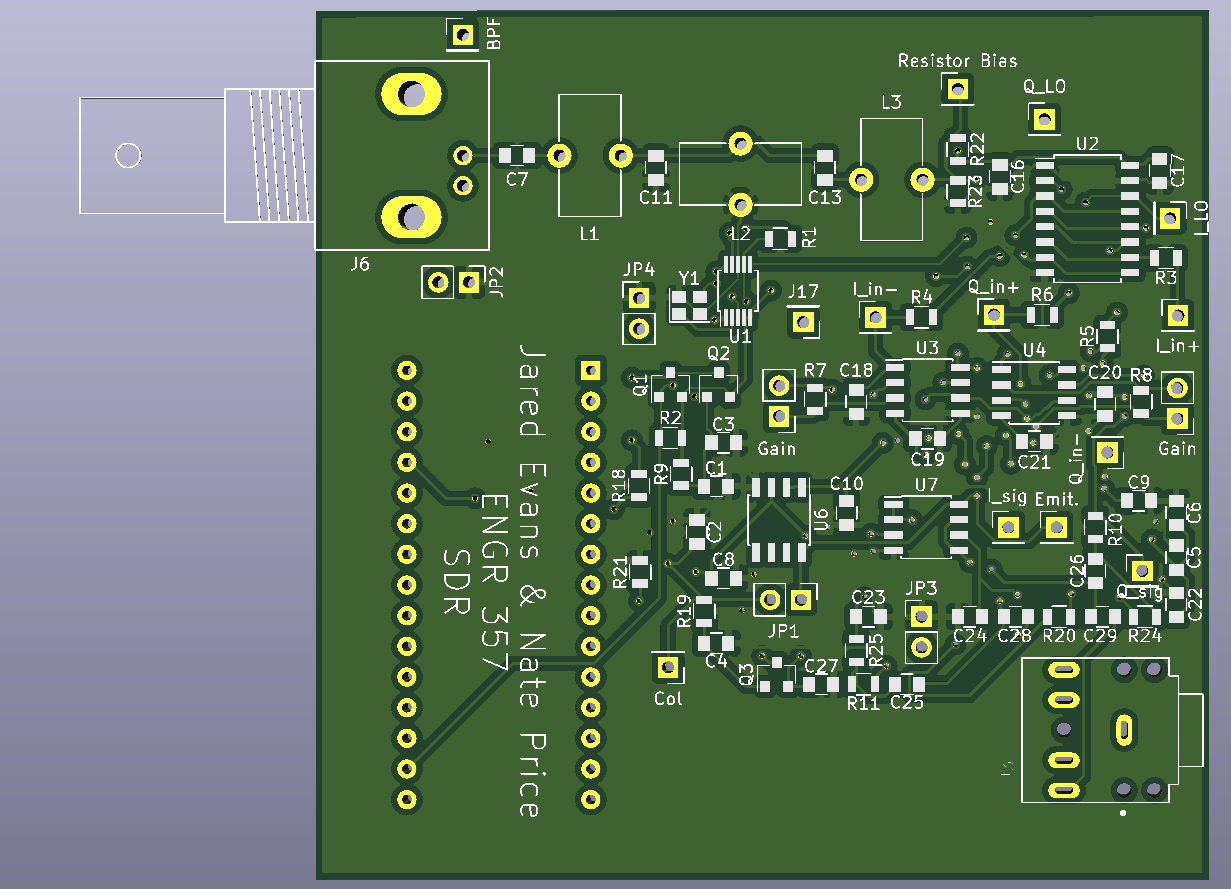 BPF
Resistor Bias
Q_LO
L3
U2
R22
C16
C17
C7
C11
C13
R23
I_LO
L1
L2
R1
J6
JP2
JP4
Y1
J17
I_in-
R4
Q_in+
R6
R3
U1
R5
I_in+
Q2
U3
U4
Q1
R7
C18
C20
R8
R2
C3
Gain
C19
C21
Q_in-
Gain
R18
R9
C1
C10
U7
I_sig
Emit.
C9
C6
C2
U6
R10
C5
R21
C8
C26
Q_sig
C22
R19
JP1
C23
JP3
C24
C28
R20
C29
R24
C4
R25
Q3
C27
Col
R11
C25
Jared Evans & Nate Price
ENGR 357
SDR